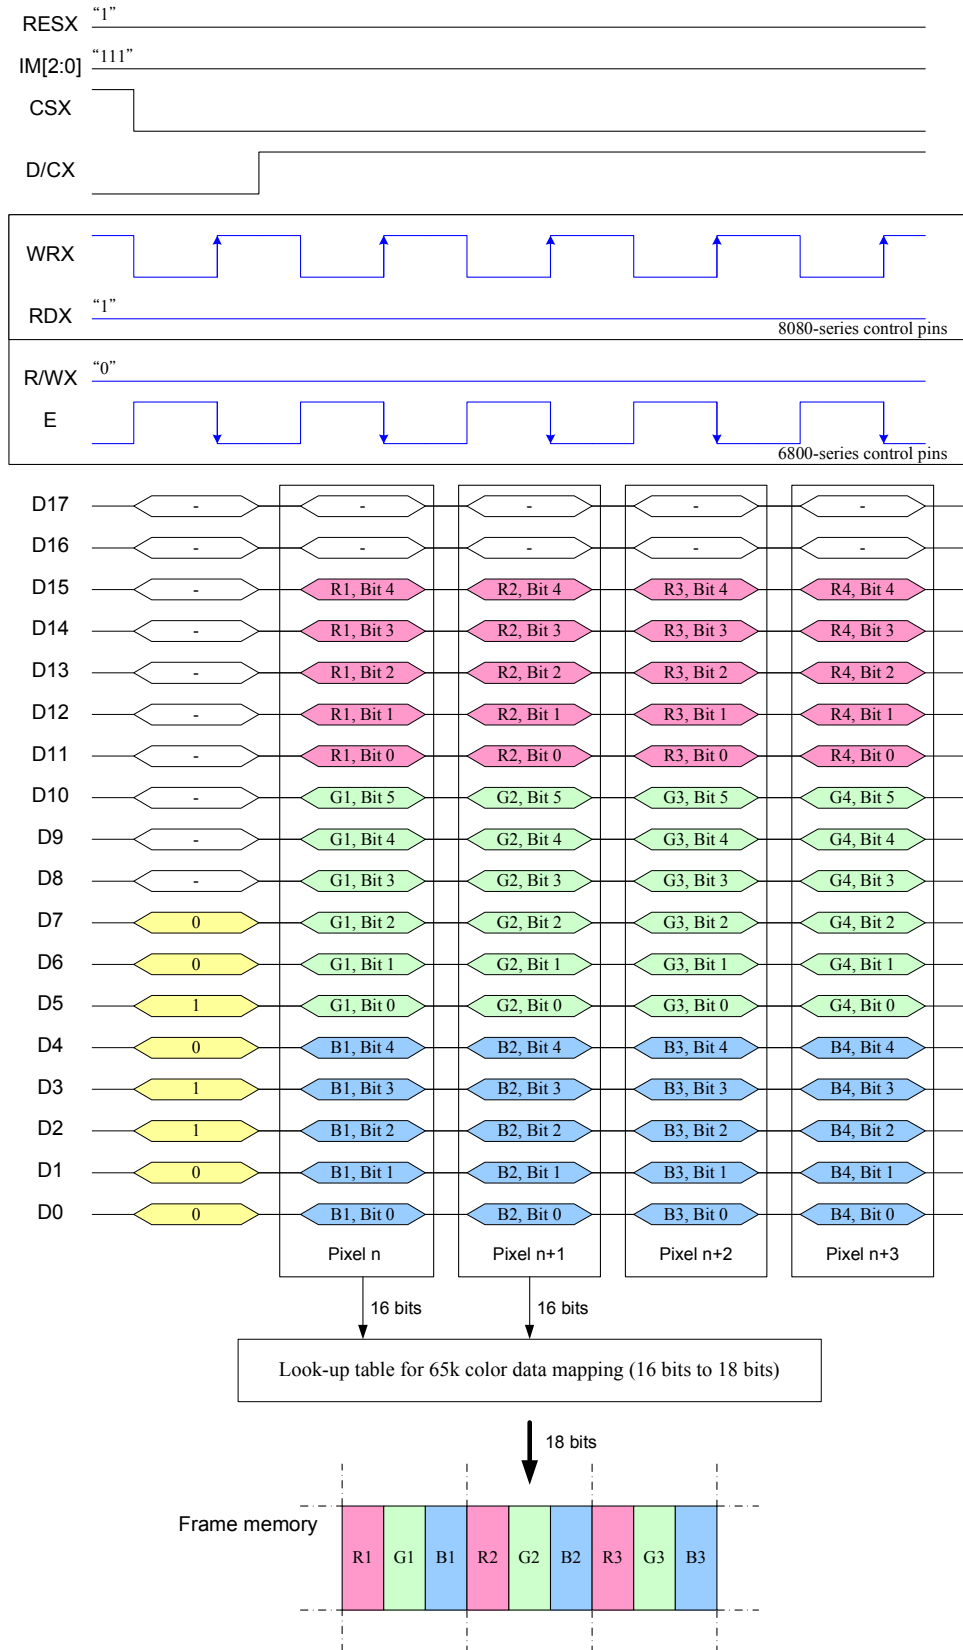 RESX “1”
IM[2:0] “111”
CSX
D/CX
WRX
RDX “1”
8080-series control pins
R/WX “0”
E
6800-series control pins
D17 - - - - -
D16 - - - - -
D15 - R1, Bit 4 R2, Bit 4 R3, Bit 4 R4, Bit 4
D14 - R1, Bit 3 R2, Bit 3 R3, Bit 3 R4, Bit 3
D13 - R1, Bit 2 R2, Bit 2 R3, Bit 2 R4, Bit 2
D12 - R1, Bit 1 R2, Bit 1 R3, Bit 1 R4, Bit 1
D11 - R1, Bit 0 R2, Bit 0 R3, Bit 0 R4, Bit 0
D10 - G1, Bit 5 G2, Bit 5 G3, Bit 5 G4, Bit 5
D9 - G1, Bit 4 G2, Bit 4 G3, Bit 4 G4, Bit 4
D8 - G1, Bit 3 G2, Bit 3 G3, Bit 3 G4, Bit 3
D7 0 G1, Bit 2 G2, Bit 2 G3, Bit 2 G4, Bit 2
D6 0 G1, Bit 1 G2, Bit 1 G3, Bit 1 G4, Bit 1
D5 1 G1, Bit 0 G2, Bit 0 G3, Bit 0 G4, Bit 0
D4 0 B1, Bit 4 B2, Bit 4 B3, Bit 4 B4, Bit 4
D3 1 B1, Bit 3 B2, Bit 3 B3, Bit 3 B4, Bit 3
D2 1 B1, Bit 2 B2, Bit 2 B3, Bit 2 B4, Bit 2
D1 0 B1, Bit 1 B2, Bit 1 B3, Bit 1 B4, Bit 1
D0 0 B1, Bit 0 B2, Bit 0 B3, Bit 0 B4, Bit 0
Pixel n Pixel n+1 Pixel n+2 Pixel n+3
16 bits 16 bits
Look-up table for 65k color data mapping (16 bits to 18 bits)
18 bits
Frame memory
R1 G1 B1 R2 G2 B2 R3 G3 B3